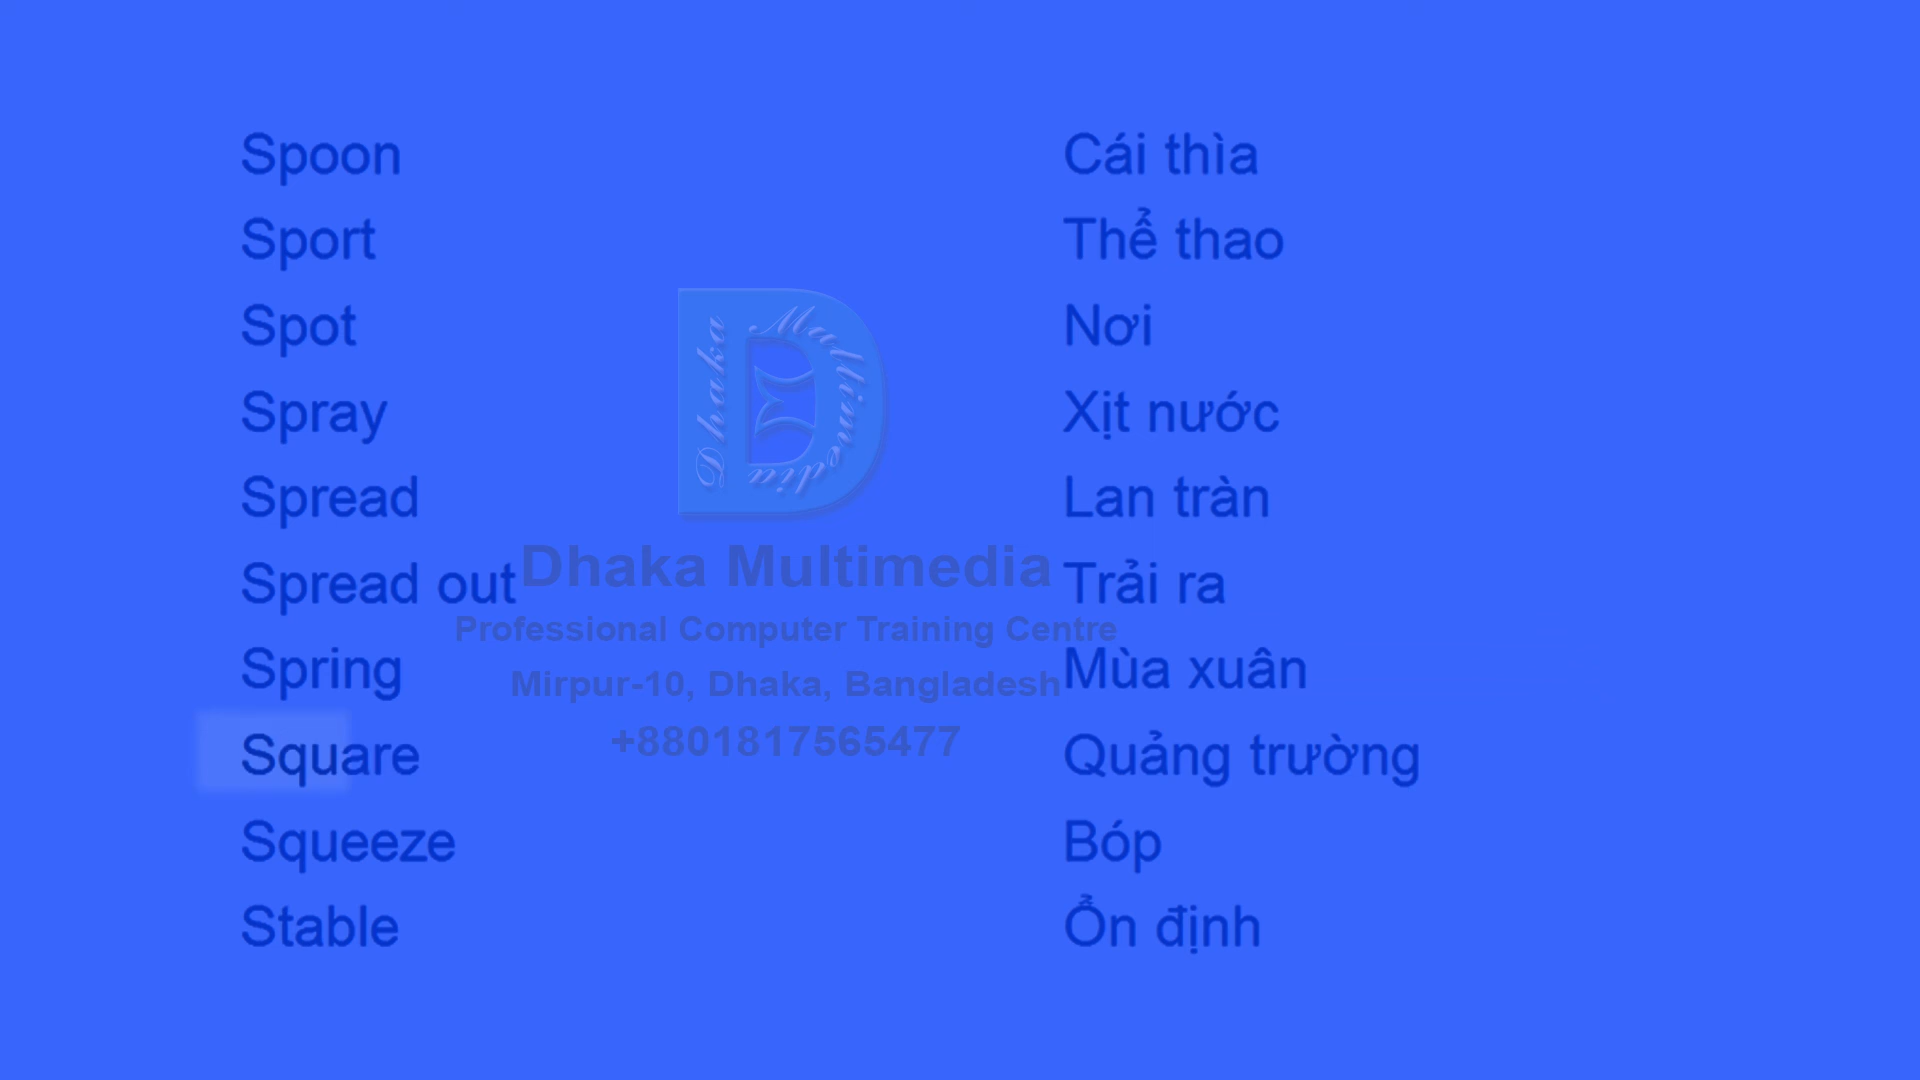 Spoon Cái thìa
Sport Thể thao
Spot Nơi
Spray Xịt nước
Spread Lan tràn
Spread out Trải ra
Spring Mùa xuân
Square Quảng trường
Squeeze Bóp
Stable Ổn định
Dhaka Multimedia
Dhaka Multimedia
Professional Computer Training Centre
Mirpur-10, Dhaka, Bangladesh
+8801817565477